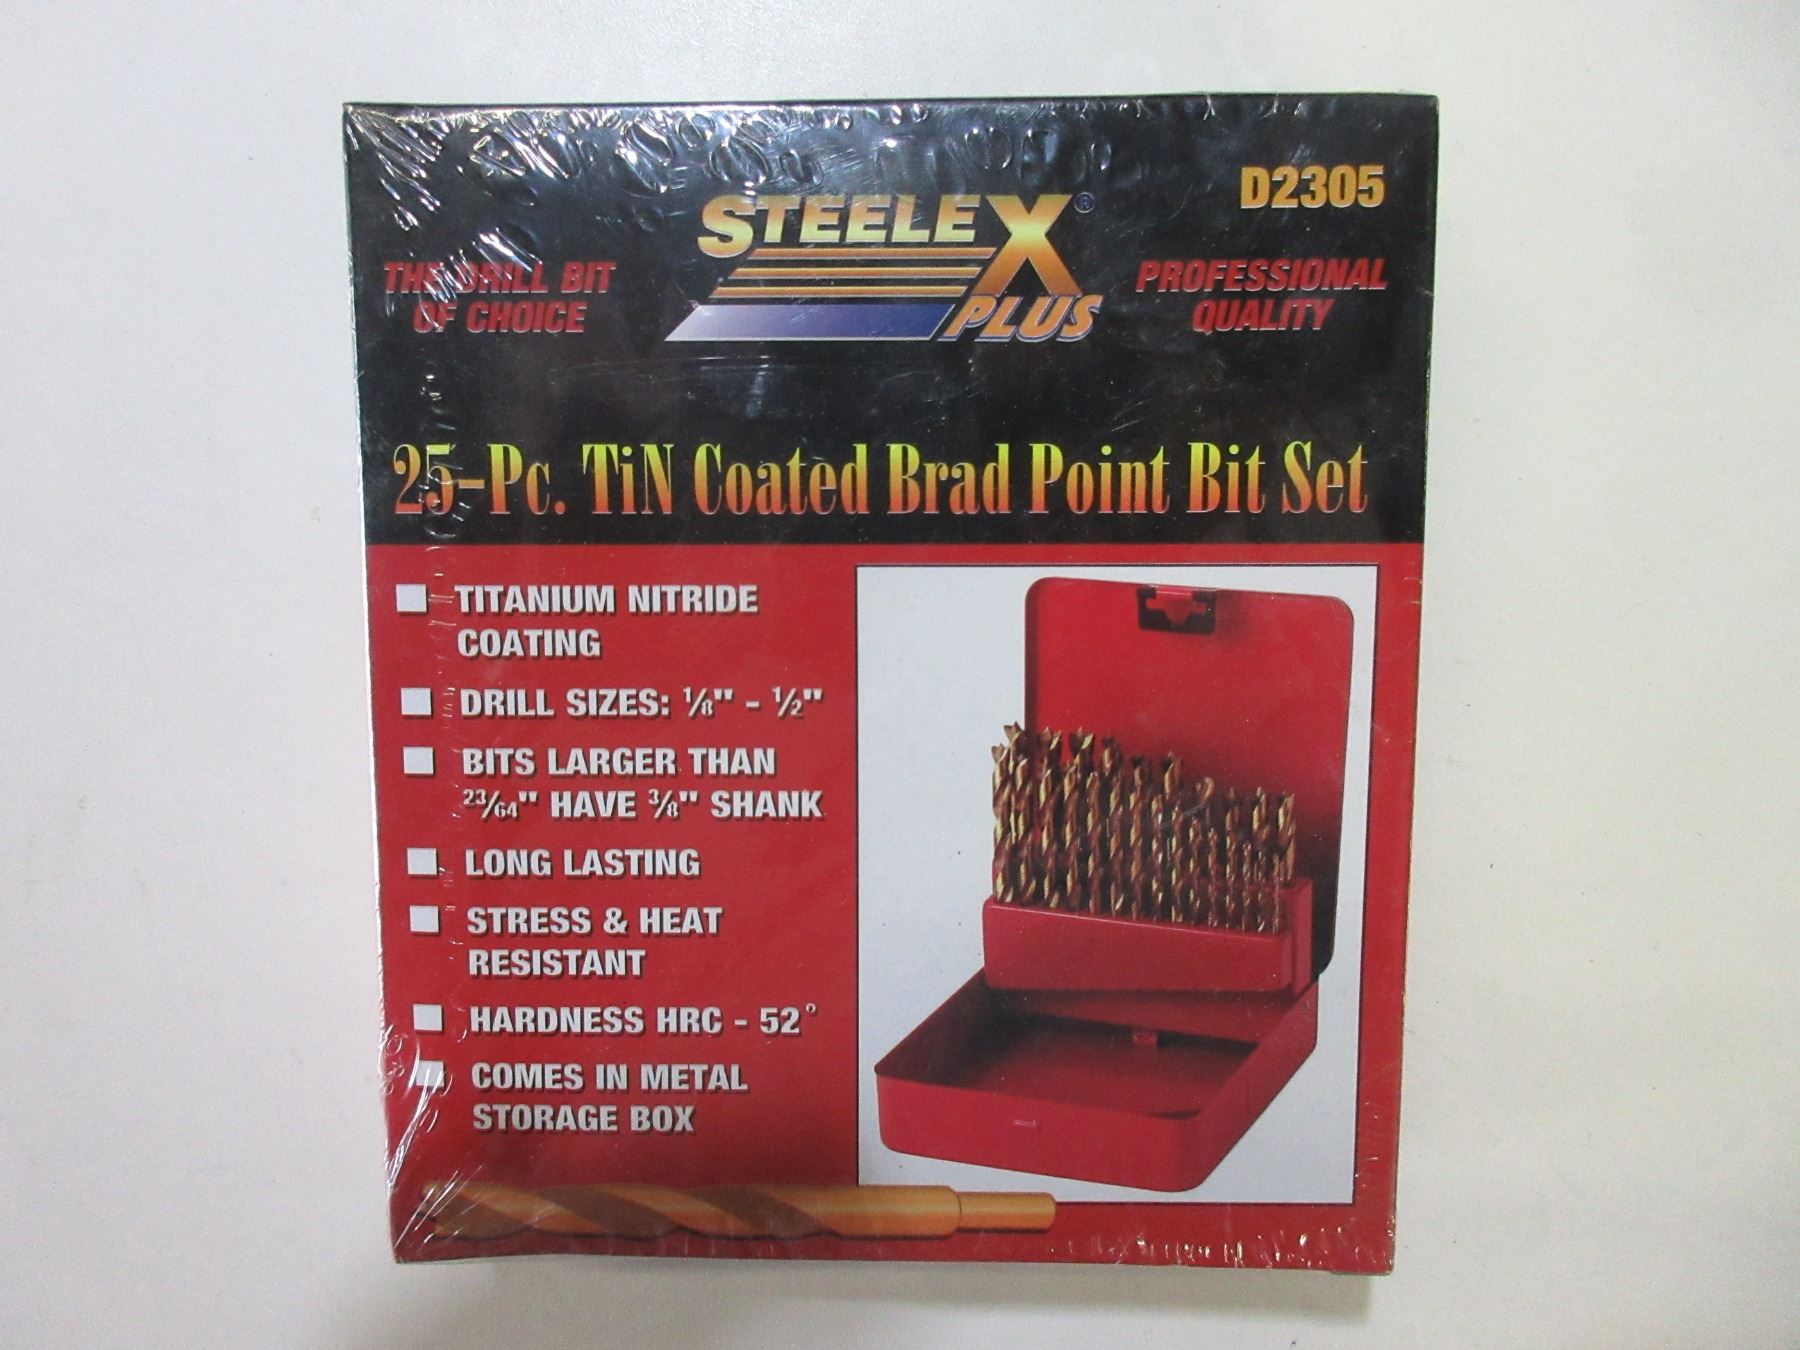 D2305
STEELEX®
PLUS
THE DRILL BIT
OF CHOICE
PROFESSIONAL
QUALITY
25-Pc. TiN Coated Brad Point Bit Set
TITANIUM NITRIDE
COATING
DRILL SIZES: 1/8" - 1/2"
BITS LARGER THAN
23/64" HAVE 3/8" SHANK
LONG LASTING
STRESS & HEAT
RESISTANT
HARDNESS HRC - 52°
COMES IN METAL
STORAGE BOX